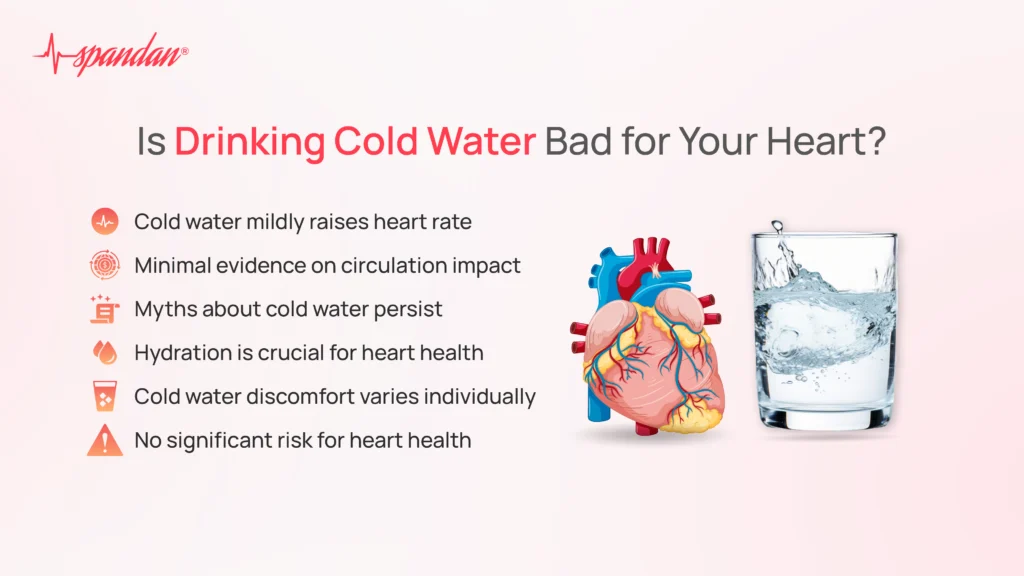 spandan®
Is Drinking Cold Water Bad for Your Heart?
Cold water mildly raises heart rate
Minimal evidence on circulation impact
Myths about cold water persist
Hydration is crucial for heart health
Cold water discomfort varies individually
No significant risk for heart health